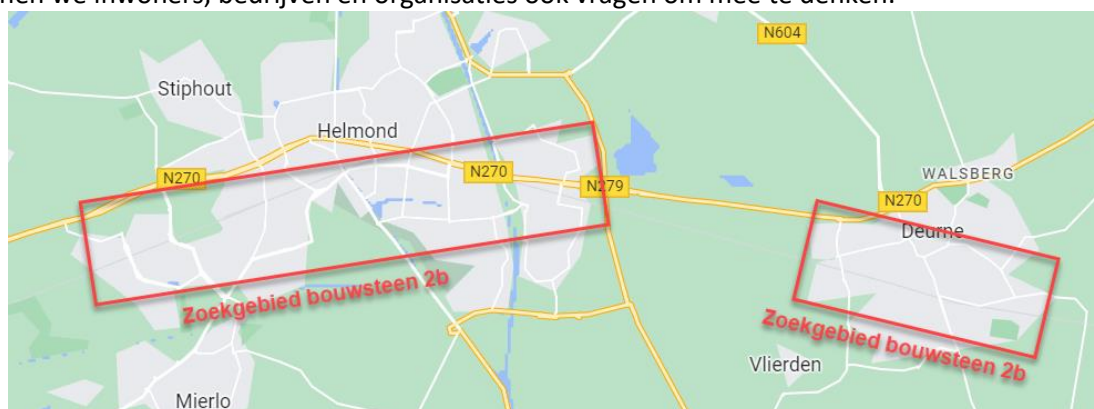 we inwoners, bedrijven en organisaties ook vragen om mee te denken.
N604
Stiphout
Helmond
N270
N270
N279
WALSBERG
N270
Deurne
Zoekgebied bouwsteen 2b
Zoekgebied bouwsteen 2b
Vlierden
Mierlo